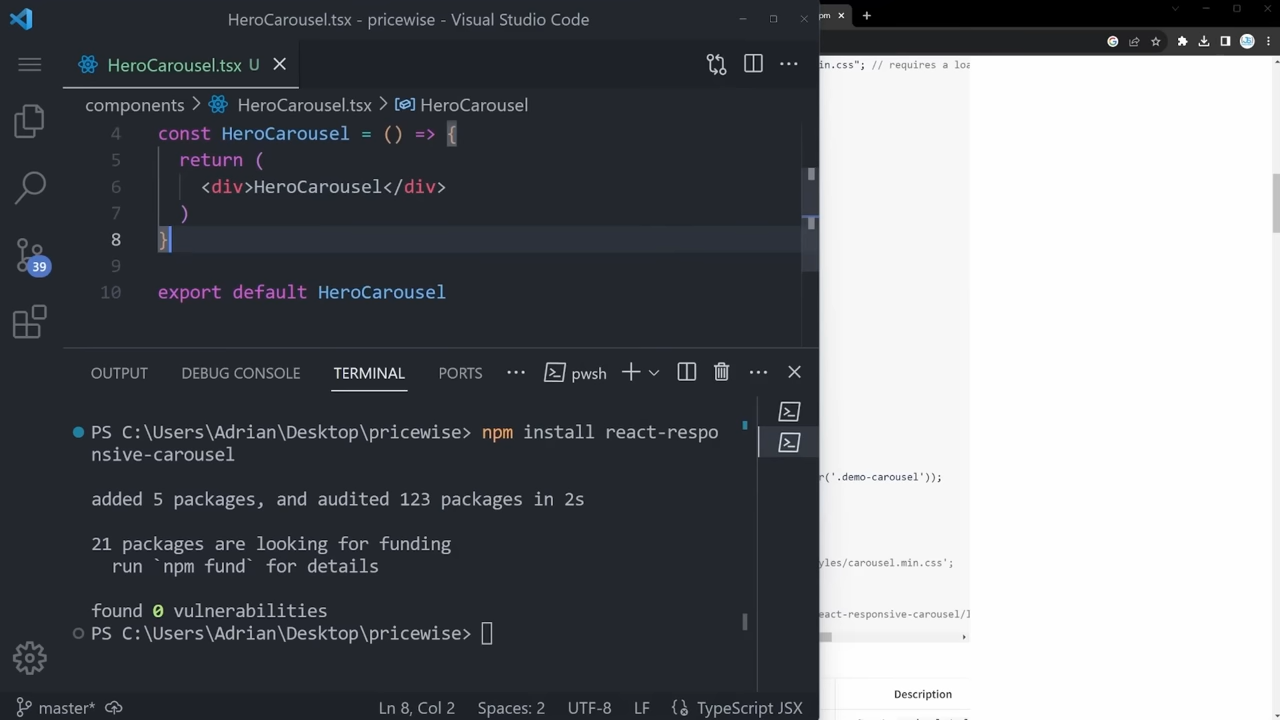 HeroCarousel.tsx - pricewise - Visual Studio Code
HeroCarousel.tsx U
components > HeroCarousel.tsx > HeroCarousel
4 const HeroCarousel = () => {
5 return (
6 <div>HeroCarousel</div>
7 )
8 }
9
10 export default HeroCarousel
OUTPUT DEBUG CONSOLE TERMINAL PORTS ... pwsh
39
PS C:\Users\Adrian\Desktop\pricewise> npm install react-respo
nsive-carousel
added 5 packages, and audited 123 packages in 2s
21 packages are looking for funding
run `npm fund` for details
found 0 vulnerabilities
PS C:\Users\Adrian\Desktop\pricewise>
master* Ln 8, Col 2 Spaces: 2 UTF-8 LF TypeScript JSX
pm
in.css"; // requires a loa
r('.demo-carousel'));
yles/carousel.min.css';
eact-responsive-carousel/l
Description